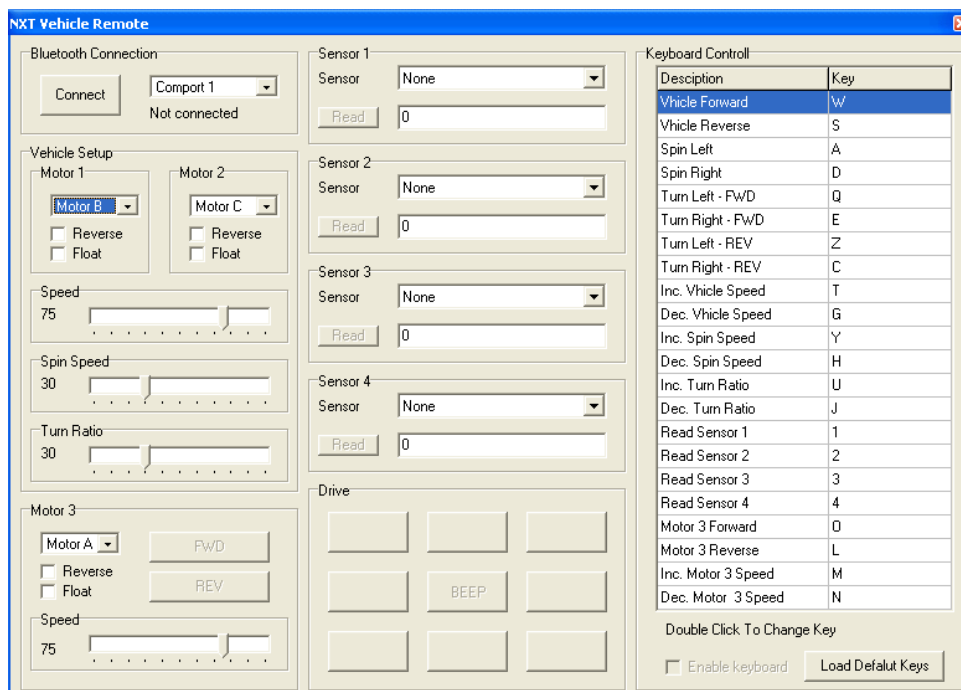 NXT Vehicle Remote
Bluetooth Connection
Connect
Comport 1
Not connected
Vehicle Setup
Motor 1
Motor B
Reverse
Float
Motor 2
Motor C
Reverse
Float
Speed
75
Spin Speed
30
Turn Ratio
30
Motor 3
Motor A
FWD
Reverse
Float
REV
Speed
75
Sensor 1
Sensor None
Read 0
Sensor 2
Sensor None
Read 0
Sensor 3
Sensor None
Read 0
Sensor 4
Sensor None
Read 0
Drive
BEEP
Keyboard Controll
Desciption Key
Vhicle Forward W
Vhicle Reverse S
Spin Left A
Spin Right D
Turn Left - FWD Q
Turn Right - FWD E
Turn Left - REV Z
Turn Right - REV C
Inc. Vhicle Speed T
Dec. Vhicle Speed G
Inc. Spin Speed Y
Dec. Spin Speed H
Inc. Turn Ratio U
Dec. Turn Ratio J
Read Sensor 1 1
Read Sensor 2 2
Read Sensor 3 3
Read Sensor 4 4
Motor 3 Forward O
Motor 3 Reverse L
Inc. Motor 3 Speed M
Dec. Motor 3 Speed N
Double Click To Change Key
Enable keyboard
Load Defalut Keys